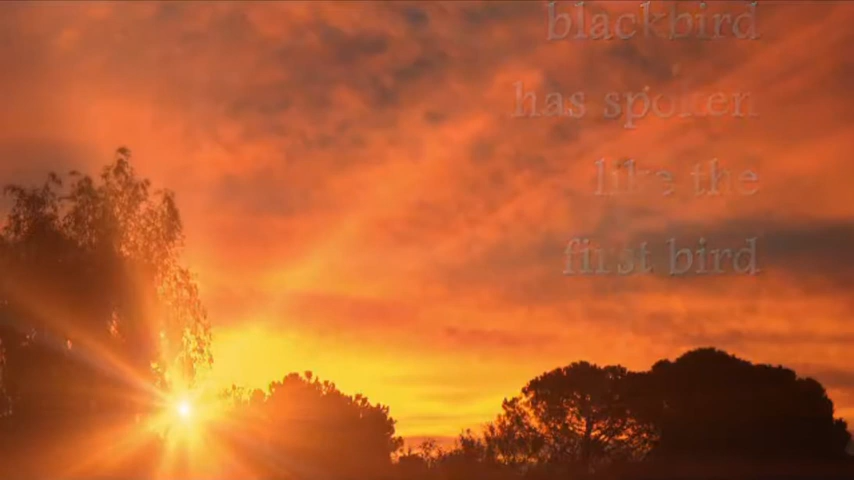 blackbird
has spoken
like the
first bird